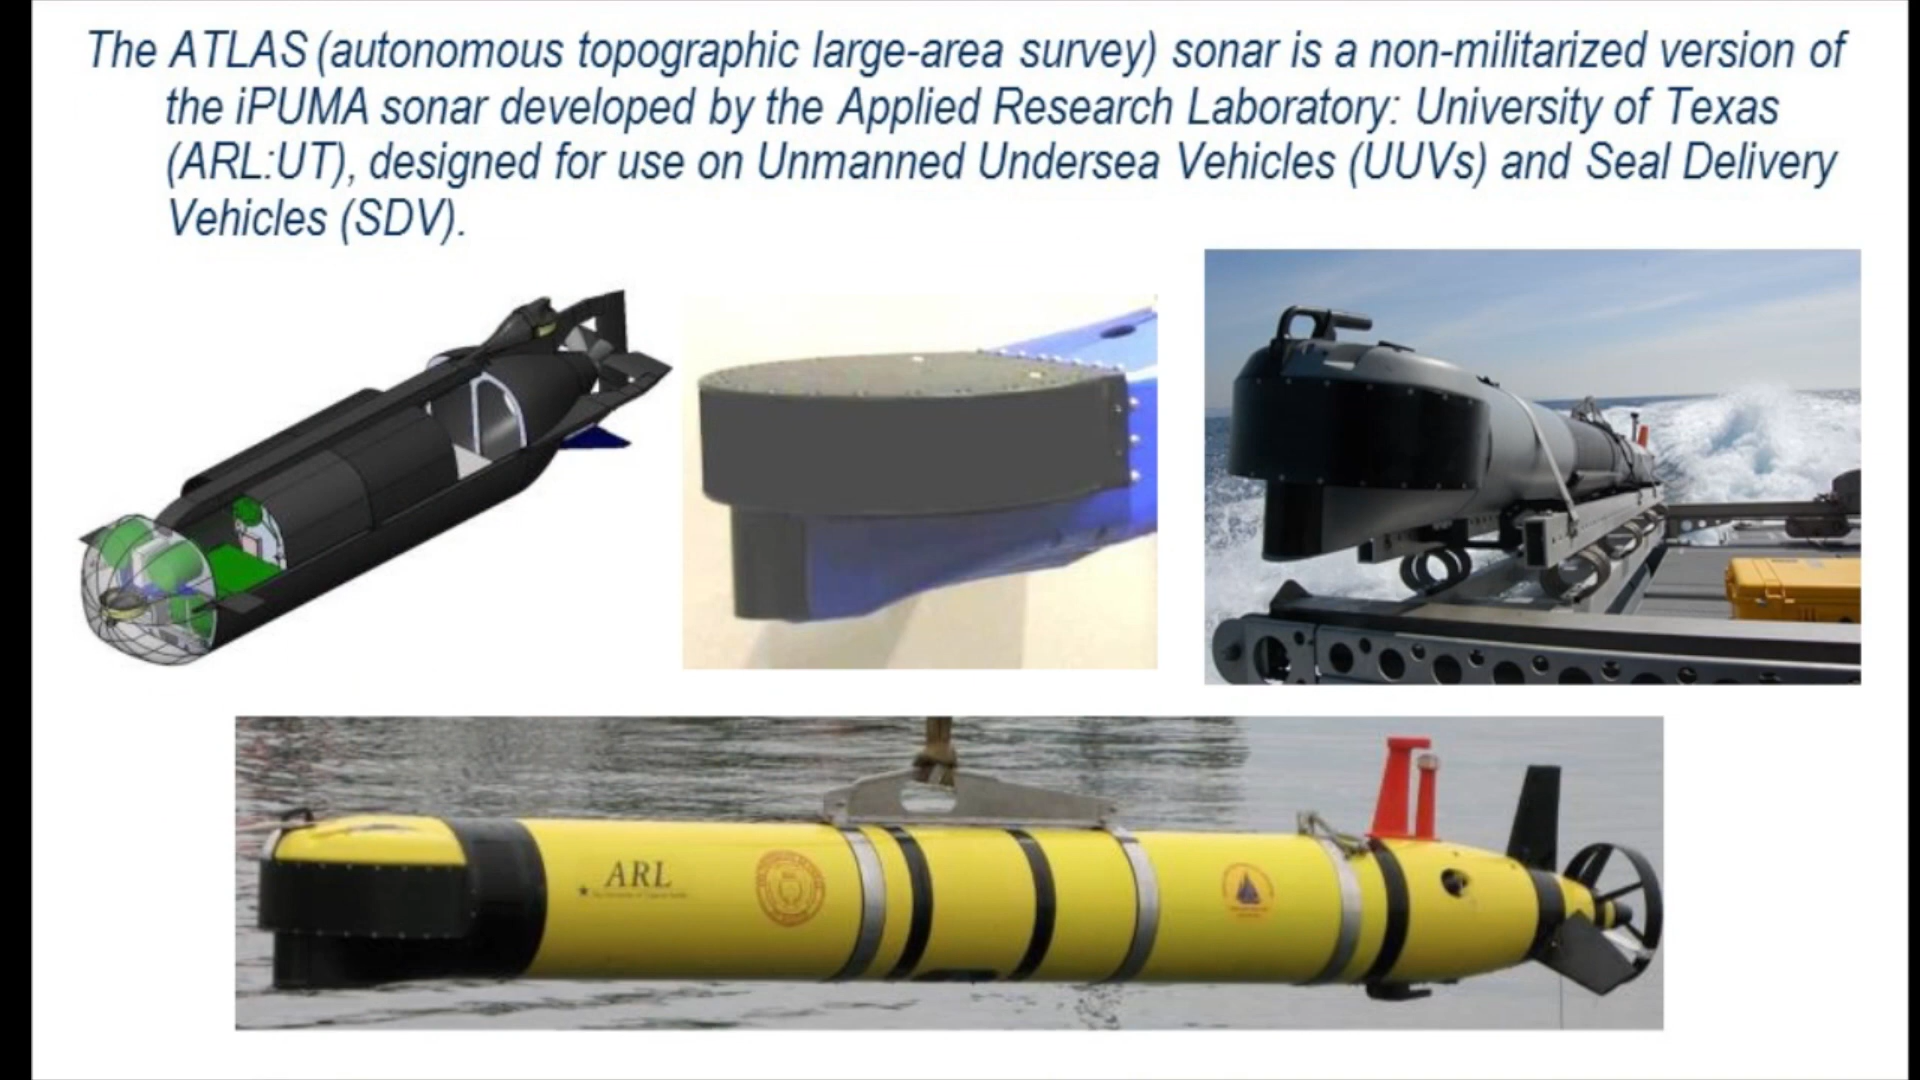 The ATLAS (autonomous topographic large-area survey) sonar is a non-militarized version of
the iPUMA sonar developed by the Applied Research Laboratory: University of Texas
(ARL:UT), designed for use on Unmanned Undersea Vehicles (UUVs) and Seal Delivery
Vehicles (SDV).
ARL